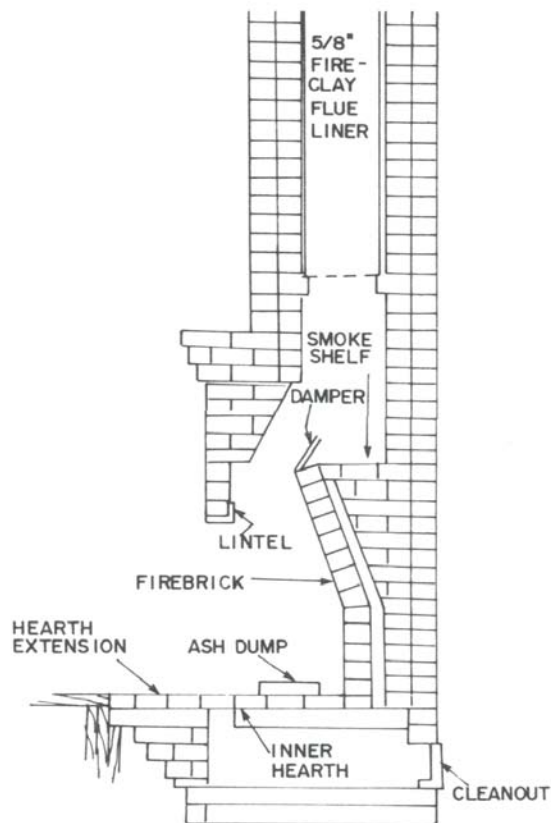 5/8"
FIRE-
CLAY
FLUE
LINER
SMOKE
SHELF
DAMPER
LINTEL
FIREBRICK
HEARTH
EXTENSION
ASH DUMP
INNER
HEARTH
CLEANOUT